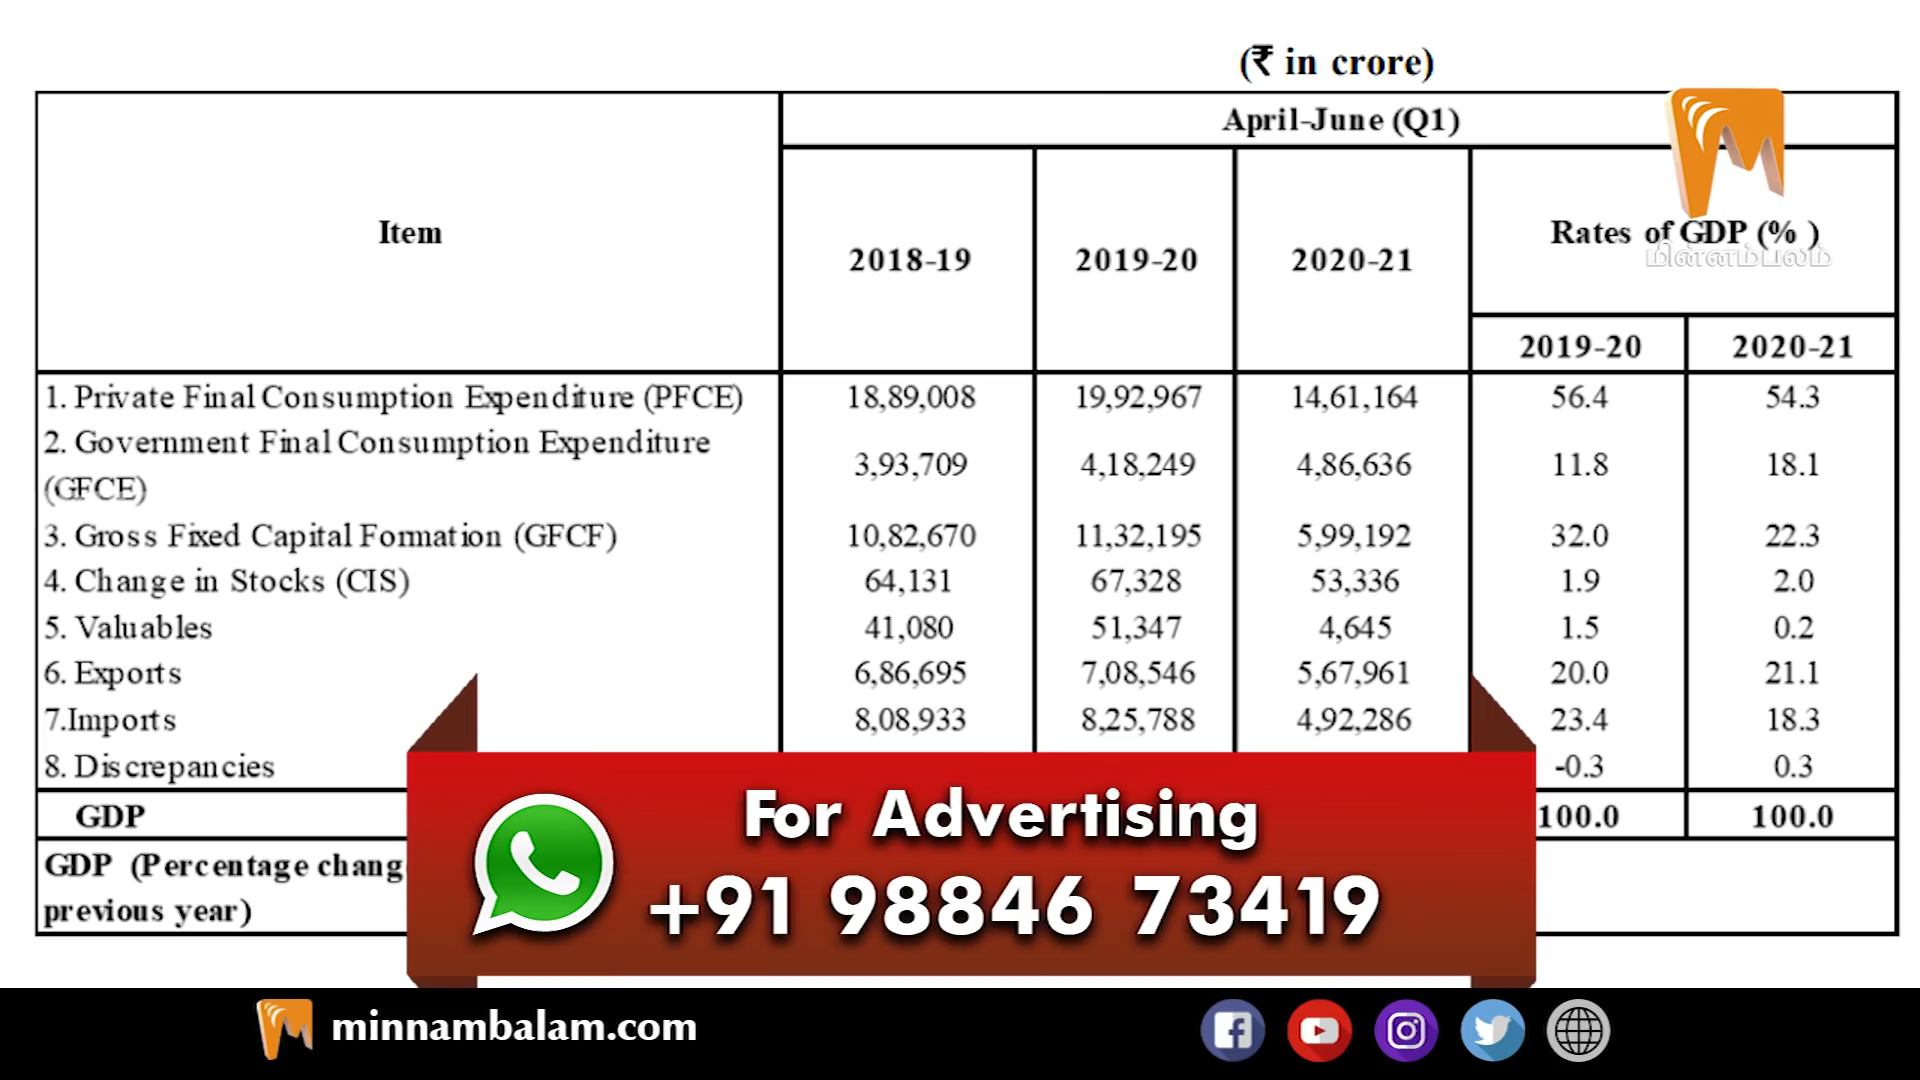 (₹ in crore)
April-June (Q1)
Item
2018-19
2019-20
2020-21
Rates of GDP (% )
மின்னம்பலம்
2019-20
2020-21
1. Private Final Consumption Expenditure (PFCE) 18,89,008 19,92,967 14,61,164 56.4 54.3
2. Government Final Consumption Expenditure
(GFCE) 3,93,709 4,18,249 4,86,636 11.8 18.1
3. Gross Fixed Capital Formation (GFCF) 10,82,670 11,32,195 5,99,192 32.0 22.3
4. Change in Stocks (CIS) 64,131 67,328 53,336 1.9 2.0
5. Valuables 41,080 51,347 4,645 1.5 0.2
6. Exports 6,86,695 7,08,546 5,67,961 20.0 21.1
7.Imports 8,08,933 8,25,788 4,92,286 23.4 18.3
8. Discrepancies -0.3 0.3
GDP 100.0 100.0
GDP (Percentage chang
previous year)
For Advertising
+91 98846 73419
minnambalam.com